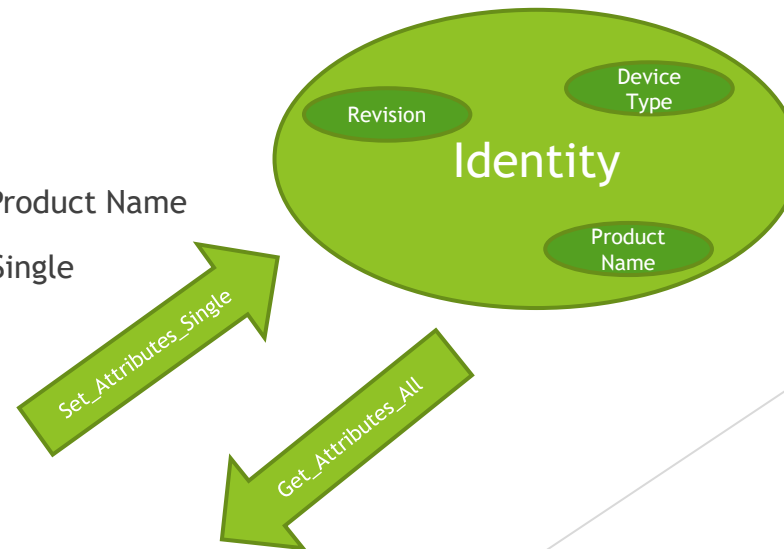 Device
Type
Revision
Identity
Product Name
Product
Name
Single
Set_Attributes_Single
Get_Attributes_All